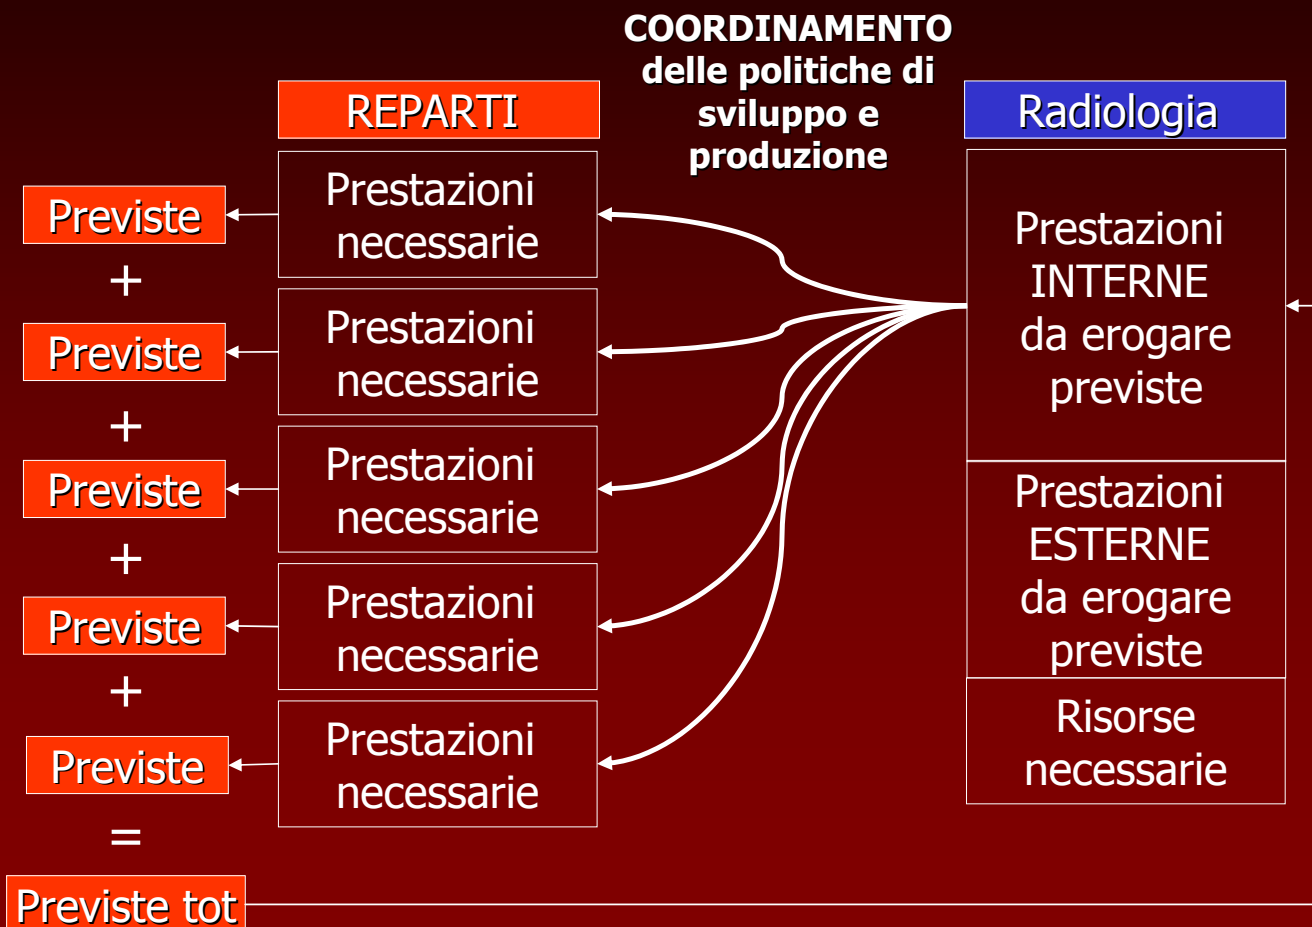 COORDINAMENTO
delle politiche di
sviluppo e
produzione
REPARTI
Radiologia
Previste
+
Previste
+
Previste
+
Previste
+
Previste
=
Previste tot
Prestazioni
necessarie
Prestazioni
necessarie
Prestazioni
necessarie
Prestazioni
necessarie
Prestazioni
necessarie
Prestazioni
INTERNE
da erogare
previste
Prestazioni
ESTERNE
da erogare
previste
Risorse
necessarie